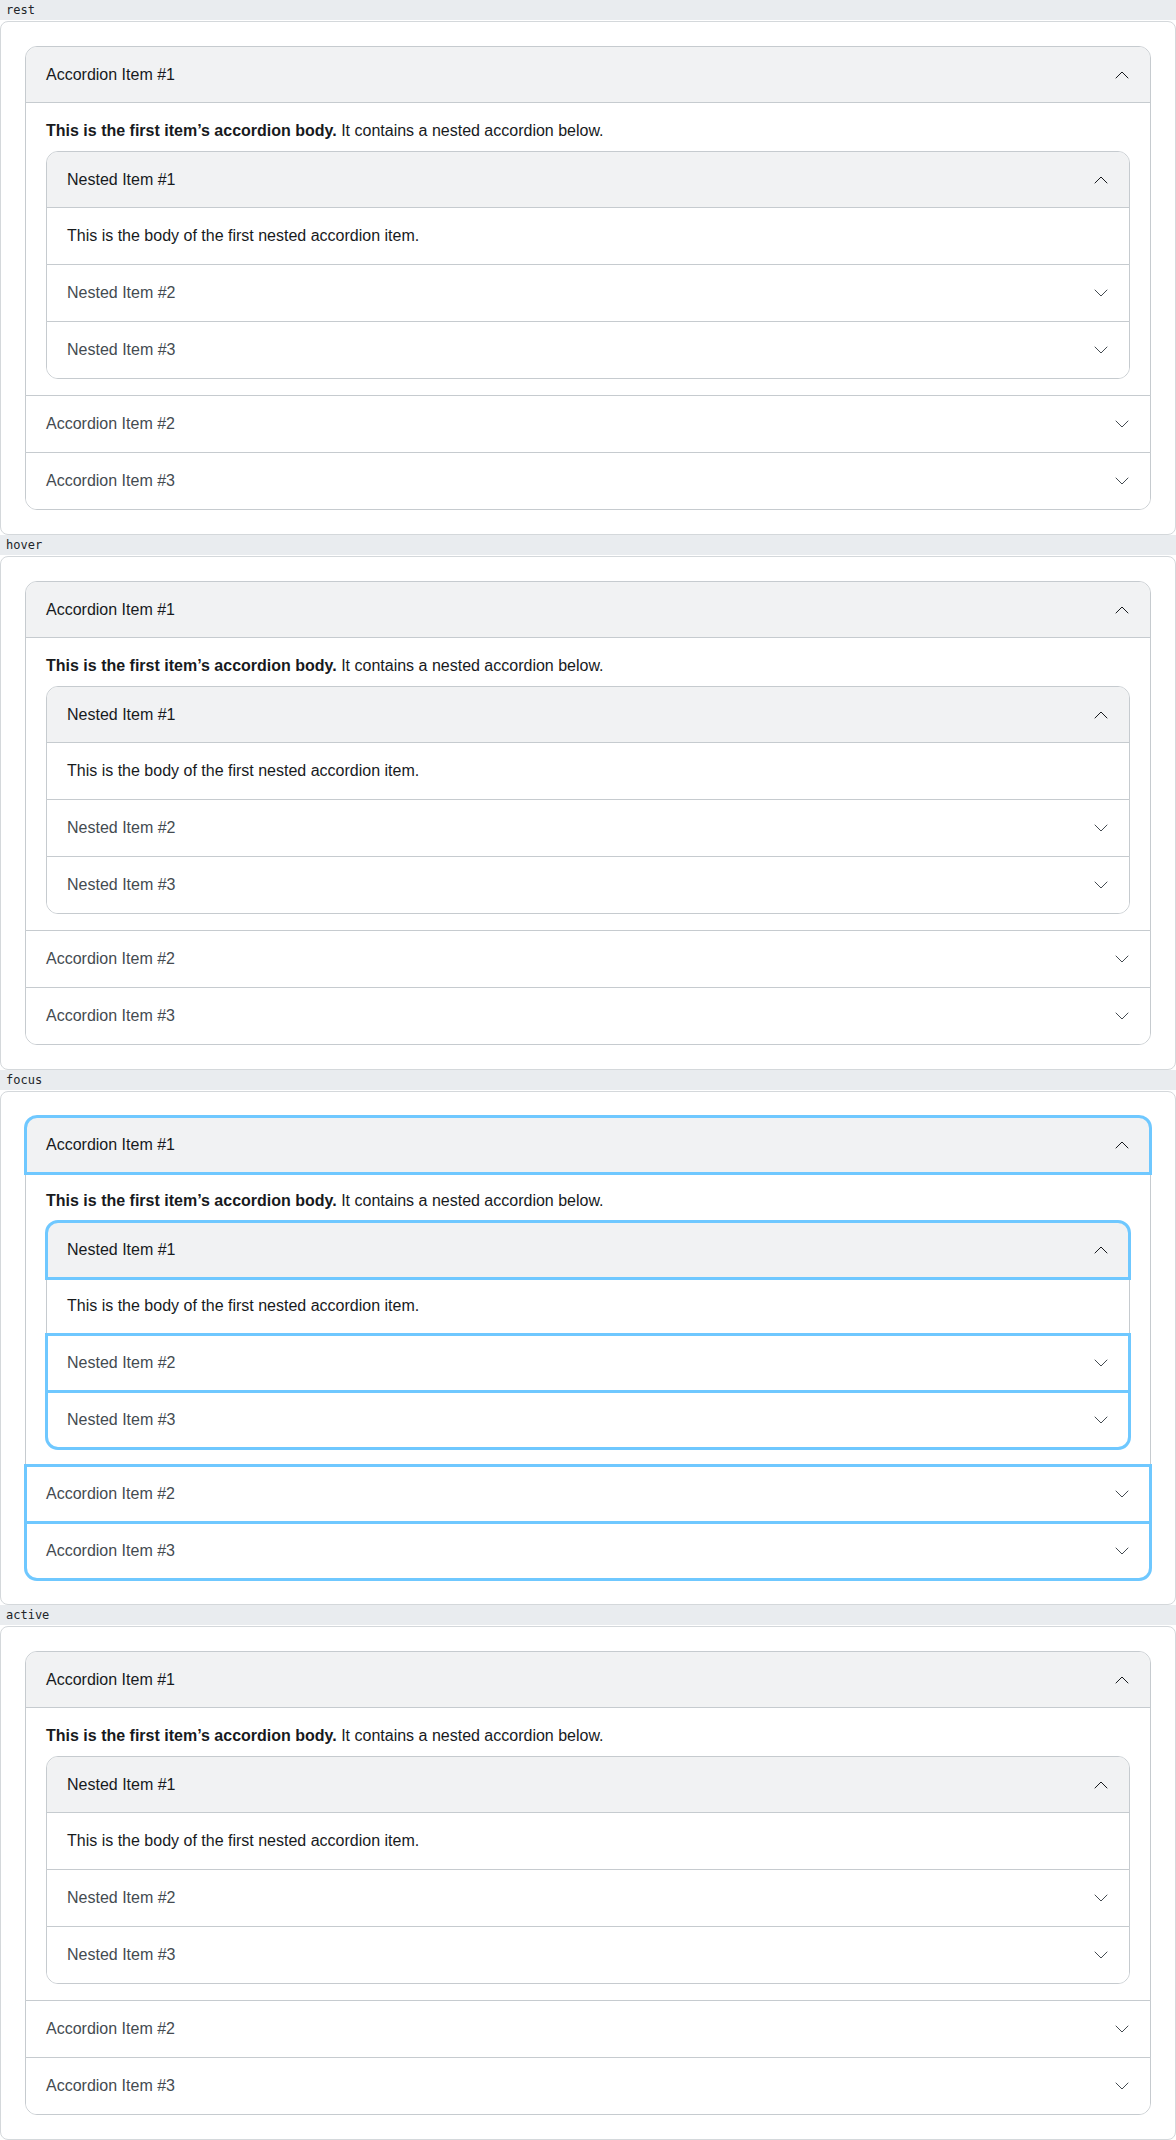 rest
Accordion Item #1
This is the first item’s accordion body. It contains a nested accordion below.
Nested Item #1
This is the body of the first nested accordion item.
Nested Item #2
Nested Item #3
Accordion Item #2
Accordion Item #3
hover
Accordion Item #1
This is the first item’s accordion body. It contains a nested accordion below.
Nested Item #1
This is the body of the first nested accordion item.
Nested Item #2
Nested Item #3
Accordion Item #2
Accordion Item #3
focus
Accordion Item #1
This is the first item’s accordion body. It contains a nested accordion below.
Nested Item #1
This is the body of the first nested accordion item.
Nested Item #2
Nested Item #3
Accordion Item #2
Accordion Item #3
active
Accordion Item #1
This is the first item’s accordion body. It contains a nested accordion below.
Nested Item #1
This is the body of the first nested accordion item.
Nested Item #2
Nested Item #3
Accordion Item #2
Accordion Item #3